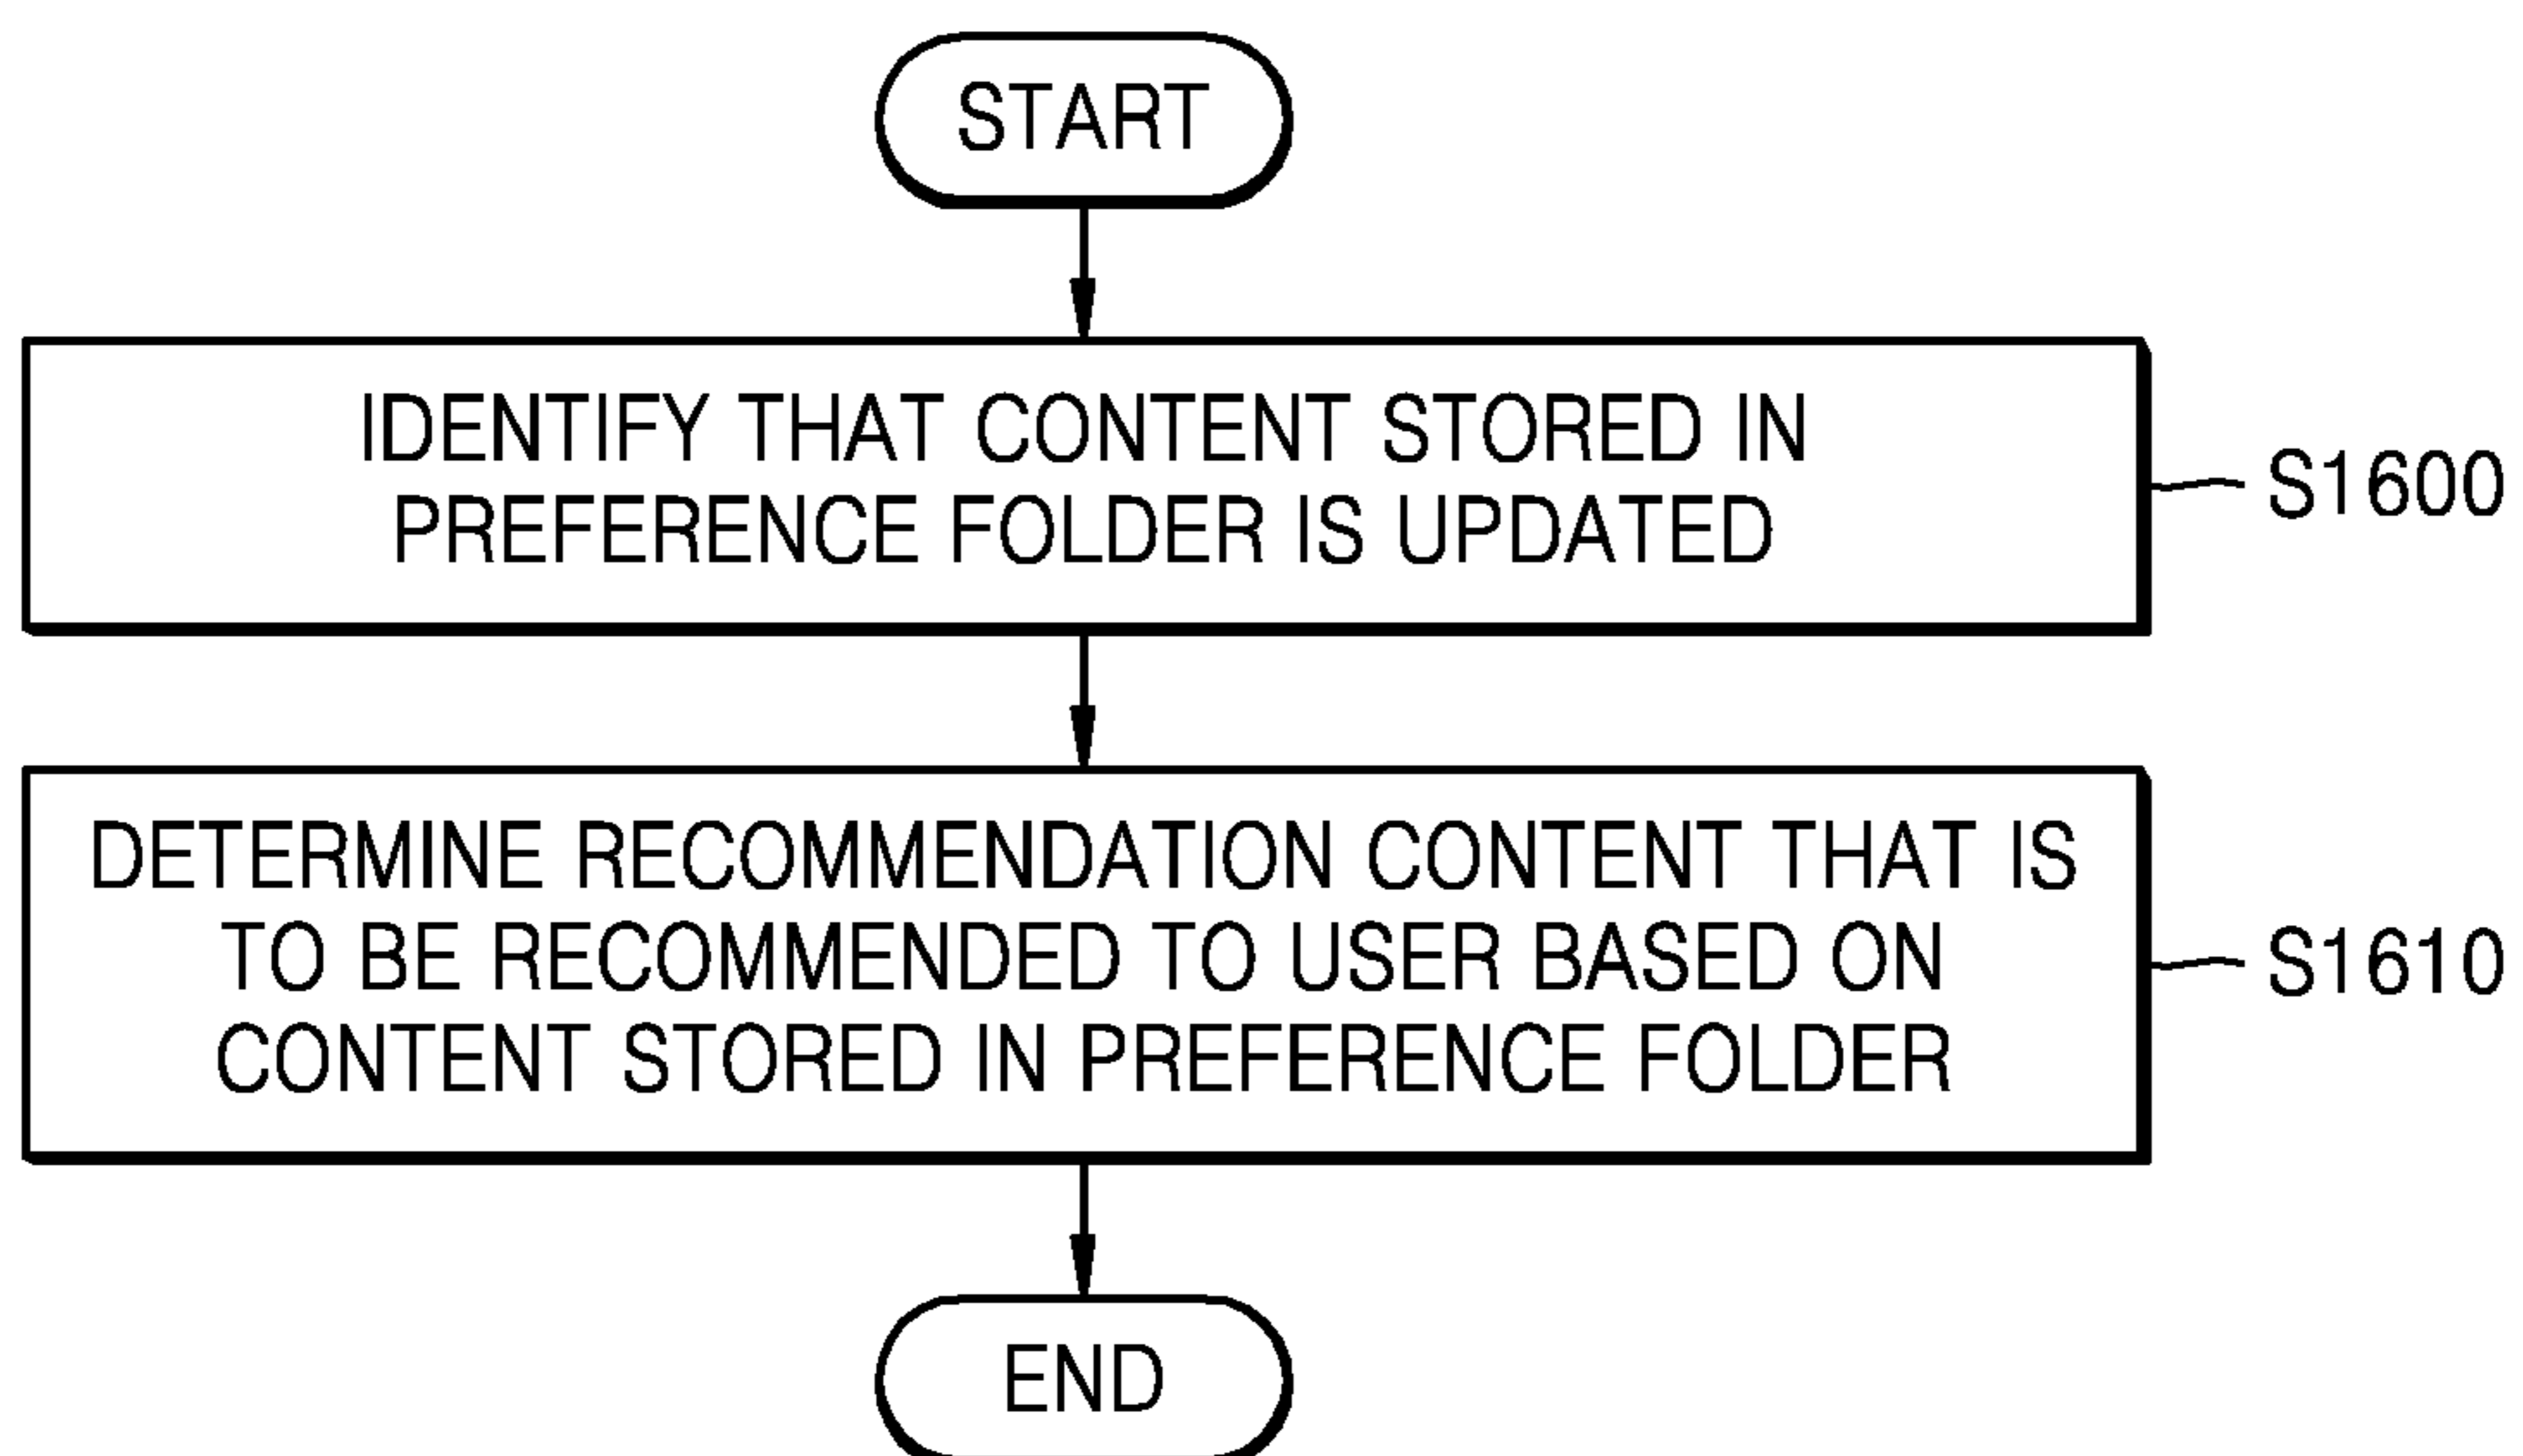 START
IDENTIFY THAT CONTENT STORED IN
PREFERENCE FOLDER IS UPDATED
S1600
DETERMINE RECOMMENDATION CONTENT THAT IS
TO BE RECOMMENDED TO USER BASED ON
CONTENT STORED IN PREFERENCE FOLDER
S1610
END